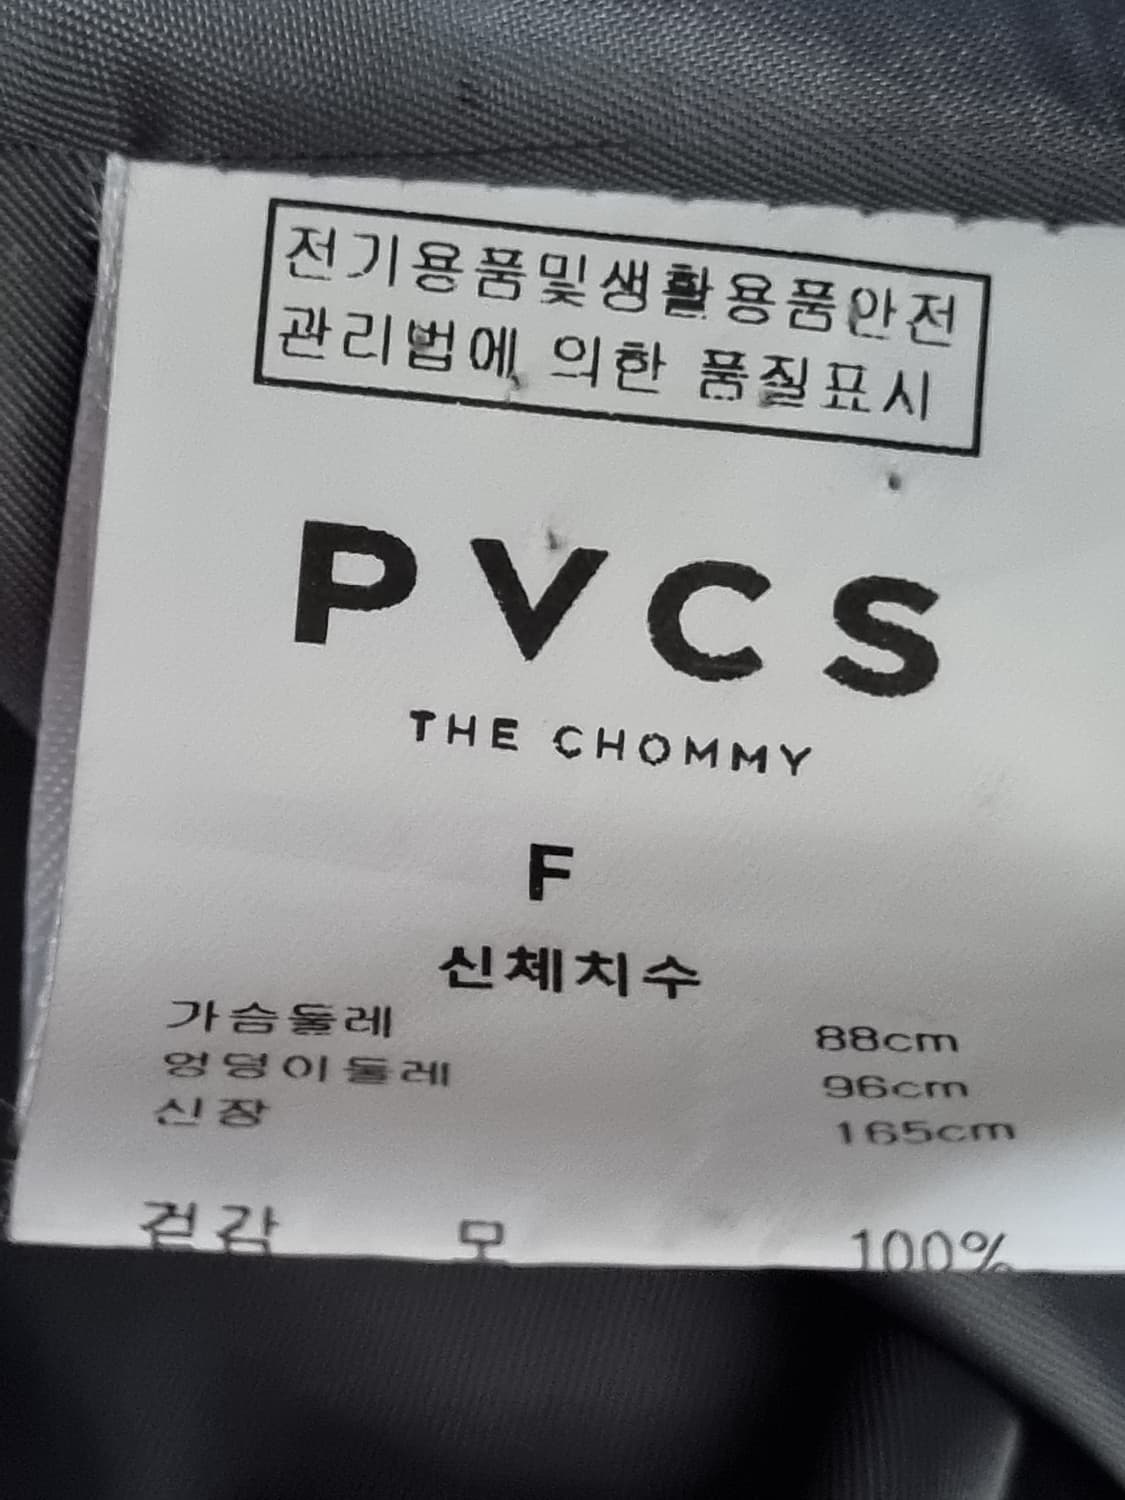 전기용품및생활용품안전
관리법에 의한 품질표시
PVCS
THE CHOMMY
F
신체치수
가슴둘레 88cm
엉덩이둘레 96cm
신장 165cm
겉감 모 100%